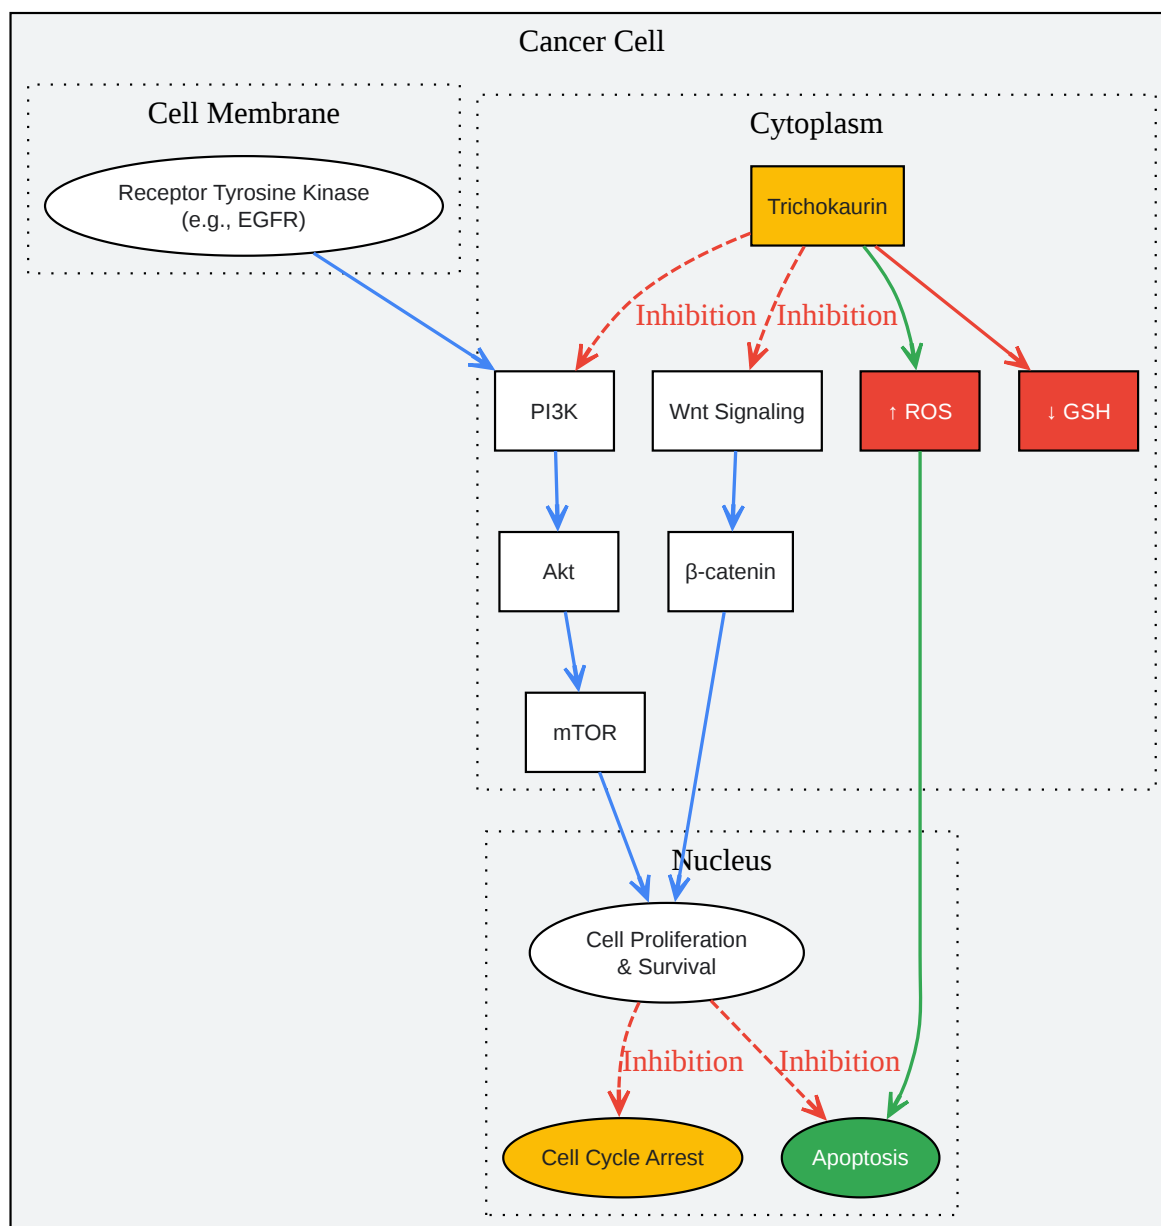 Cancer Cell
Cell Membrane
Cytoplasm
Receptor Tyrosine Kinase
(e.g., EGFR)
Trichokaurin
Inhibition
Inhibition
PI3K
Wnt Signaling
↑ ROS
↓ GSH
Akt
β-catenin
mTOR
Nucleus
Cell Proliferation
& Survival
Inhibition
Inhibition
Cell Cycle Arrest
Apoptosis